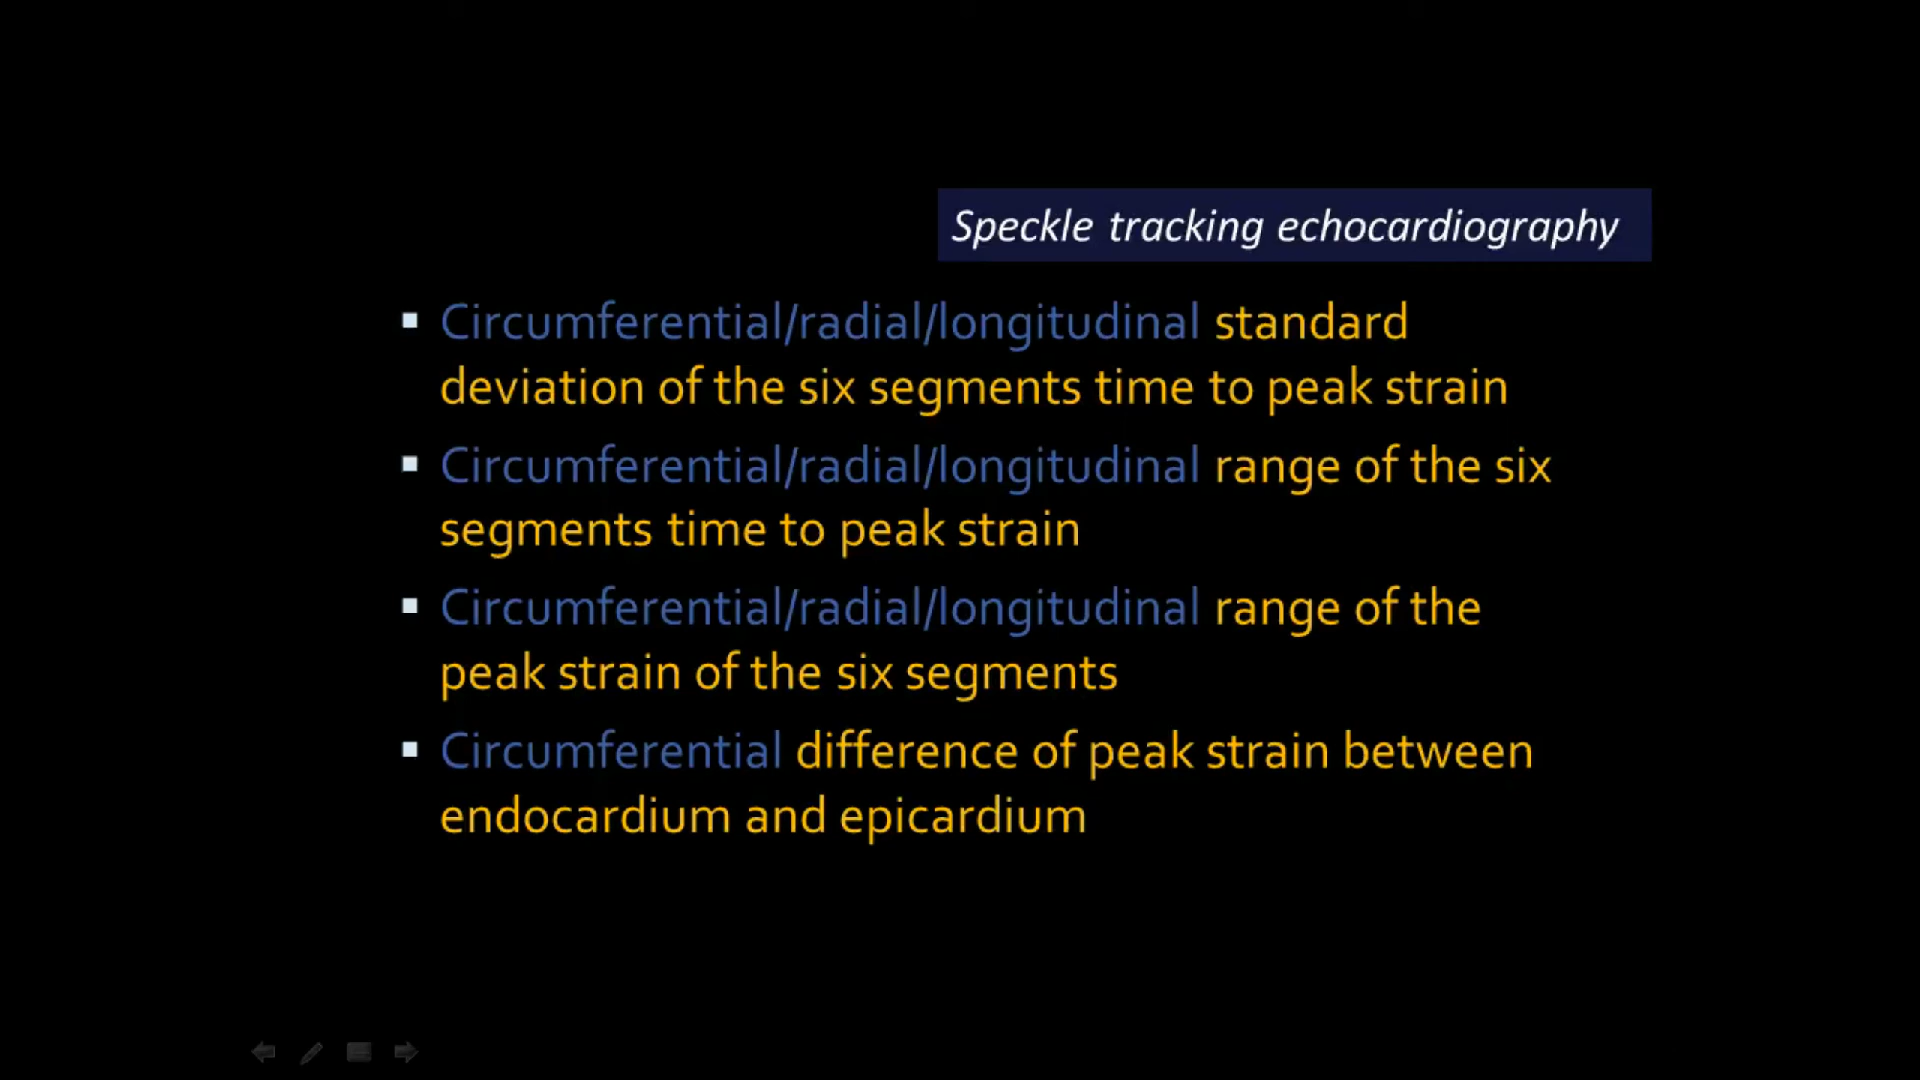 Speckle tracking echocardiography
▪ Circumferential/radial/longitudinal standard
deviation of the six segments time to peak strain
▪ Circumferential/radial/longitudinal range of the six
segments time to peak strain
▪ Circumferential/radial/longitudinal range of the
peak strain of the six segments
▪ Circumferential difference of peak strain between
endocardium and epicardium